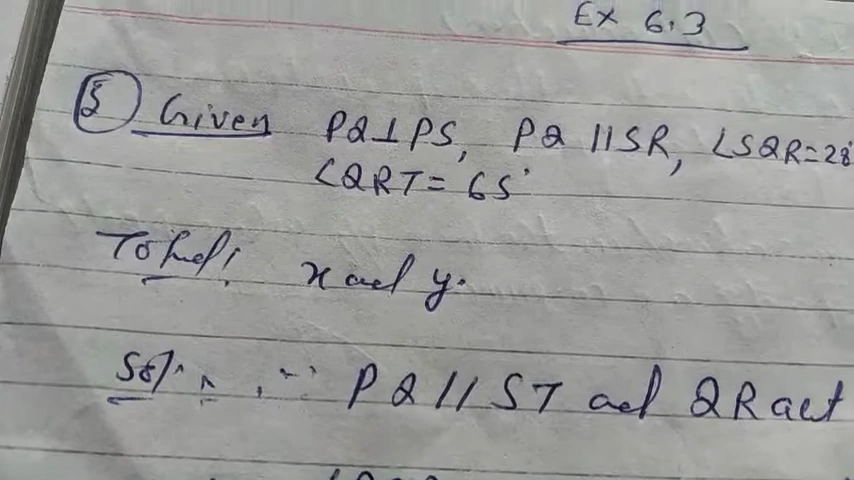 Ex 6.3
5 Given PQ⊥PS, PQ ∥SR, ∠SQR=28°
∠QRT= 65°
To find: x and y.
Sol: ∵ PQ ∥ ST and QR act